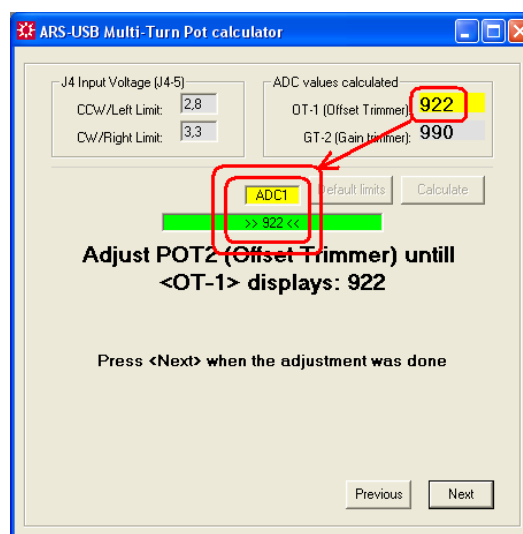 ARS-USB Multi-Turn Pot calculator
J4 Input Voltage (J4-5)
CCW/Left Limit: 2,8
CW/Right Limit: 3,3
ADC values calculated
OT-1 (Offset Trimmer): 922
GT-2 (Gain trimmer): 990
ADC1 Default limits Calculate
>> 922 <<
Adjust POT2 (Offset Trimmer) untill
<OT-1> displays: 922
Press <Next> when the adjustment was done
Previous Next